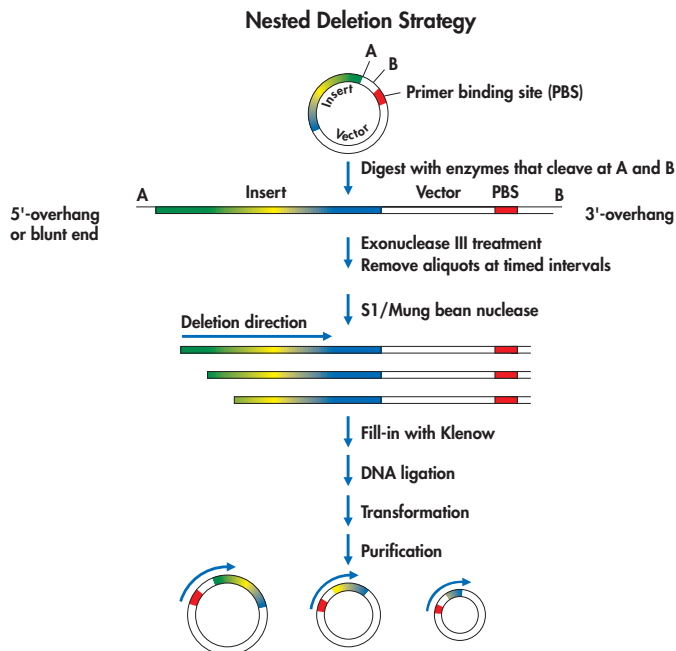 Nested Deletion Strategy
A
B
Insert
Vector
Primer binding site (PBS)
Digest with enzymes that cleave at A and B
A
Insert
Vector
PBS
B
5'-overhang
or blunt end
3'-overhang
Exonuclease III treatment
Remove aliquots at timed intervals
S1/Mung bean nuclease
Deletion direction
Fill-in with Klenow
DNA ligation
Transformation
Purification